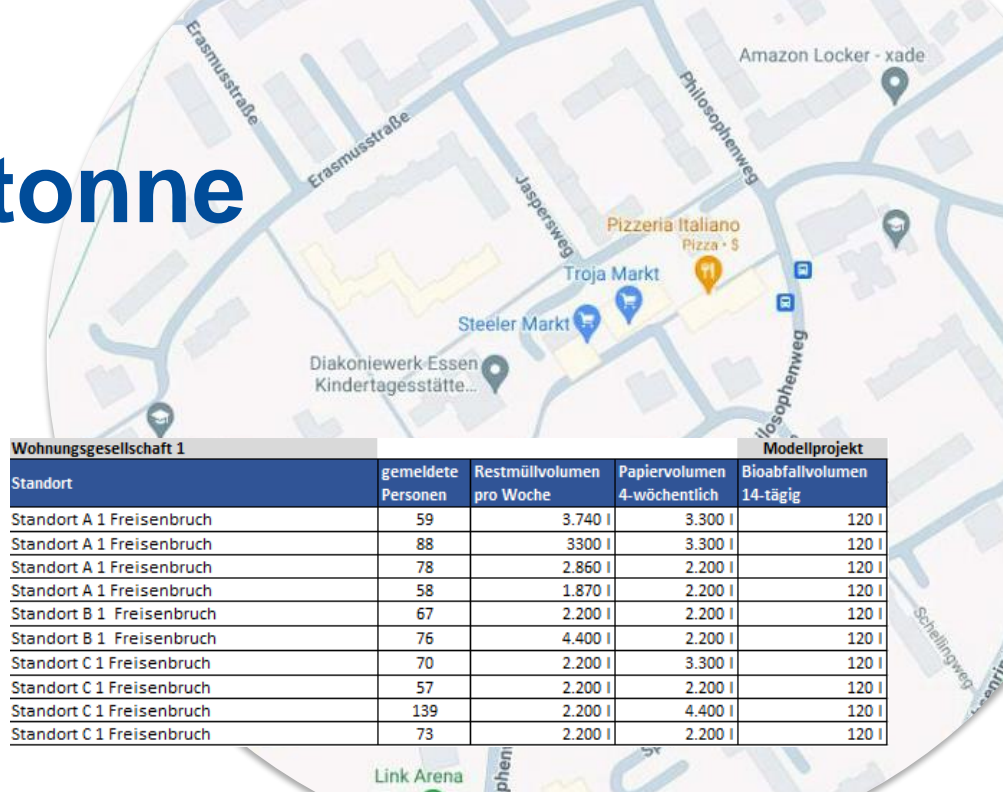 tonne
Erasmusstraße
Erasmusstraße
Jaspersweg
Philosophenweg
Amazon Locker - xade
Pizzeria Italiano
Pizza · $
Troja Markt
Steeler Markt
Diakoniewerk Essen
Kindertagesstätte...
Wohnungsgesellschaft 1 Modellprojekt
Standort gemeldete Personen Restmüllvolumen pro Woche Papiervolumen 4-wöchentlich Bioabfallvolumen 14-tägig
Standort A 1 Freisenbruch 59 3.740 l 3.300 l 120 l
Standort A 1 Freisenbruch 88 3300 l 3.300 l 120 l
Standort A 1 Freisenbruch 78 2.860 l 2.200 l 120 l
Standort A 1 Freisenbruch 58 1.870 l 2.200 l 120 l
Standort B 1 Freisenbruch 67 2.200 l 2.200 l 120 l
Standort B 1 Freisenbruch 76 4.400 l 2.200 l 120 l
Standort C 1 Freisenbruch 70 2.200 l 3.300 l 120 l
Standort C 1 Freisenbruch 57 2.200 l 2.200 l 120 l
Standort C 1 Freisenbruch 139 2.200 l 4.400 l 120 l
Standort C 1 Freisenbruch 73 2.200 l 2.200 l 120 l
Schellingweg
Link Arena